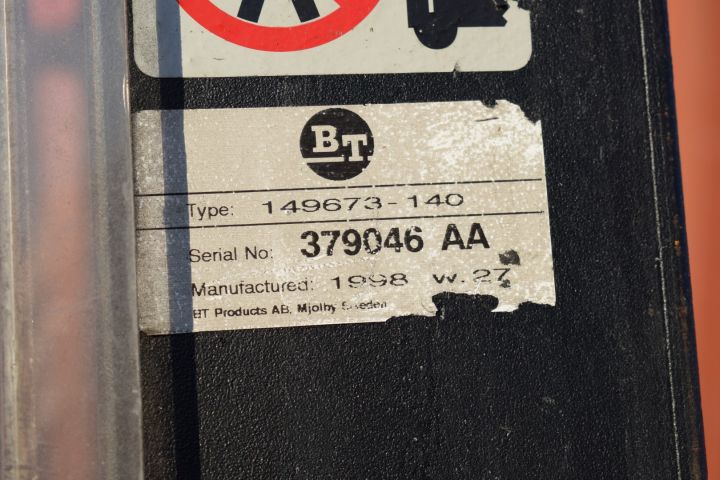 BT
Type: 149673-140
Serial No: 379046 AA
Manufactured: 1998 w.27
BT Products AB, Mjolby Sweden